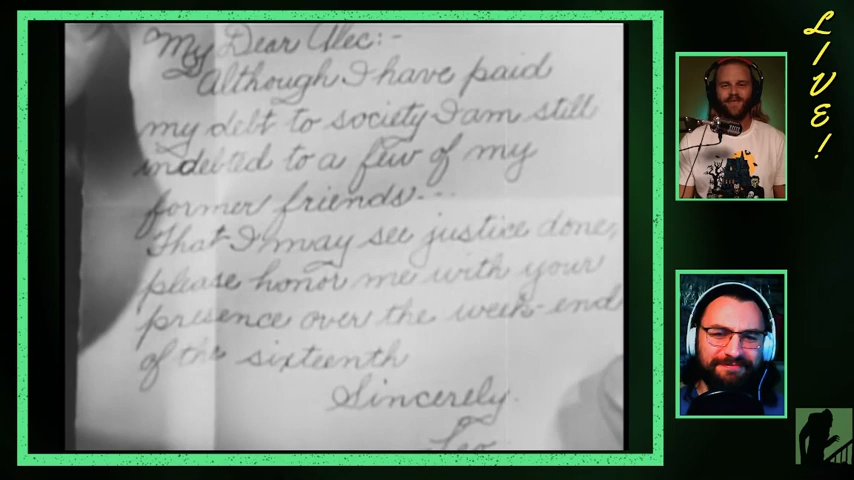 My Dear Alec:-
Although I have paid
my debt to society I am still
indebted to a few of my
former friends---
That I may see justice done,
please honor me with your
presence over the week-end
of the sixteenth
Sincerely.
Leo
LIVE!